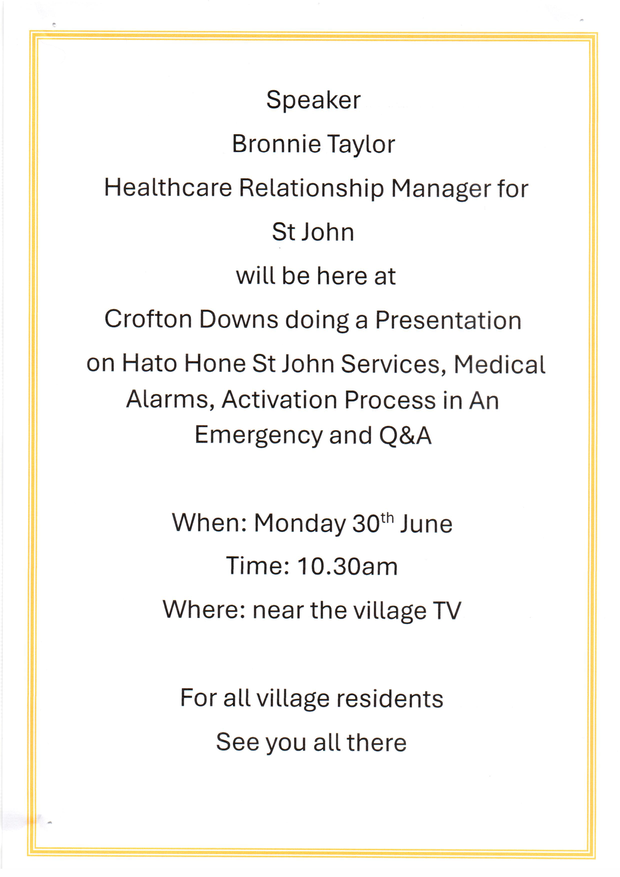 Speaker
Bronnie Taylor
Healthcare Relationship Manager for
St John
will be here at
Crofton Downs doing a Presentation
on Hato Hone St John Services, Medical
Alarms, Activation Process in An
Emergency and Q&A
When: Monday 30th June
Time: 10.30am
Where: near the village TV
For all village residents
See you all there